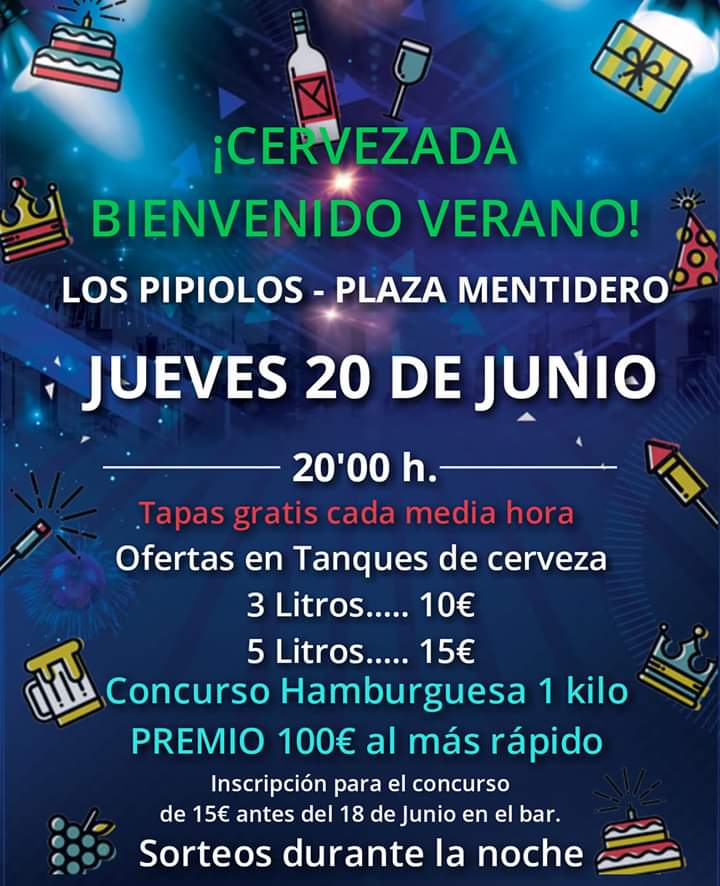 ¡CERVEZADA
BIENVENIDO VERANO!
LOS PIPIOLOS - PLAZA MENTIDERO
JUEVES 20 DE JUNIO
20'00 h.
Tapas gratis cada media hora
Ofertas en Tanques de cerveza
3 Litros..... 10€
5 Litros..... 15€
Concurso Hamburguesa 1 kilo
PREMIO 100€ al más rápido
Inscripción para el concurso
de 15€ antes del 18 de Junio en el bar.
Sorteos durante la noche